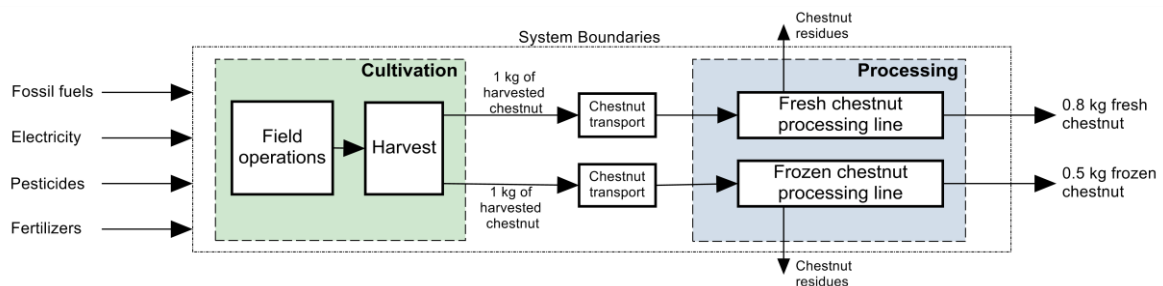 Chestnut
residues
System Boundaries
Cultivation
Processing
Fossil fuels
Electricity
Pesticides
Fertilizers
Field
operations
Harvest
1 kg of
harvested
chestnut
Chestnut
transport
Fresh chestnut
processing line
0.8 kg fresh
chestnut
1 kg of
harvested
chestnut
Chestnut
transport
Frozen chestnut
processing line
0.5 kg frozen
chestnut
Chestnut
residues